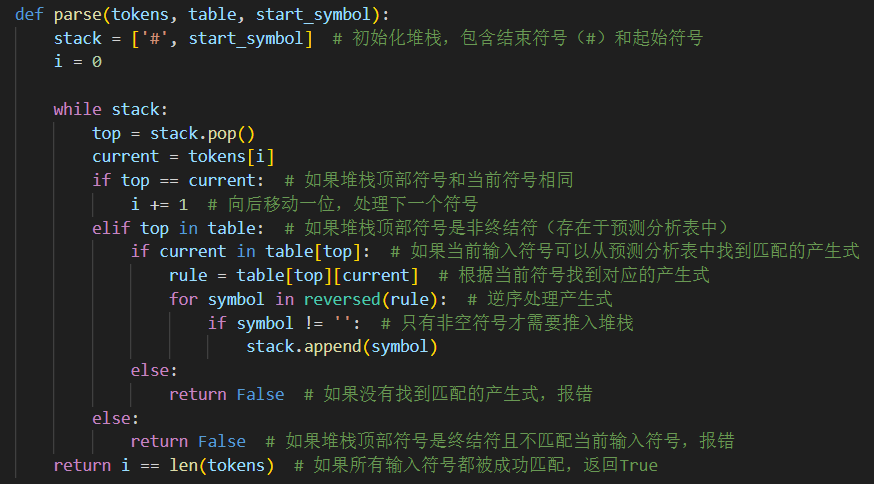 def parse(tokens, table, start_symbol):
    stack = ['#', start_symbol]  # 初始化堆栈，包含结束符号（#）和起始符号
    i = 0
    while stack:
        top = stack.pop()
        current = tokens[i]
        if top == current:  # 如果堆栈顶部符号和当前符号相同
            i += 1  # 向后移动一位，处理下一个符号
        elif top in table:  # 如果堆栈顶部符号是非终结符（存在于预测分析表中）
            if current in table[top]:  # 如果当前输入符号可以从预测分析表中找到匹配的产生式
                rule = table[top][current]  # 根据当前符号找到对应的产生式
                for symbol in reversed(rule):  # 逆序处理产生式
                    if symbol != '':  # 只有非空符号才需要推入堆栈
                        stack.append(symbol)
            else:
                return False  # 如果没有找到匹配的产生式，报错
        else:
            return False  # 如果堆栈顶部符号是终结符且不匹配当前输入符号，报错
    return i == len(tokens)  # 如果所有输入符号都被成功匹配，返回True